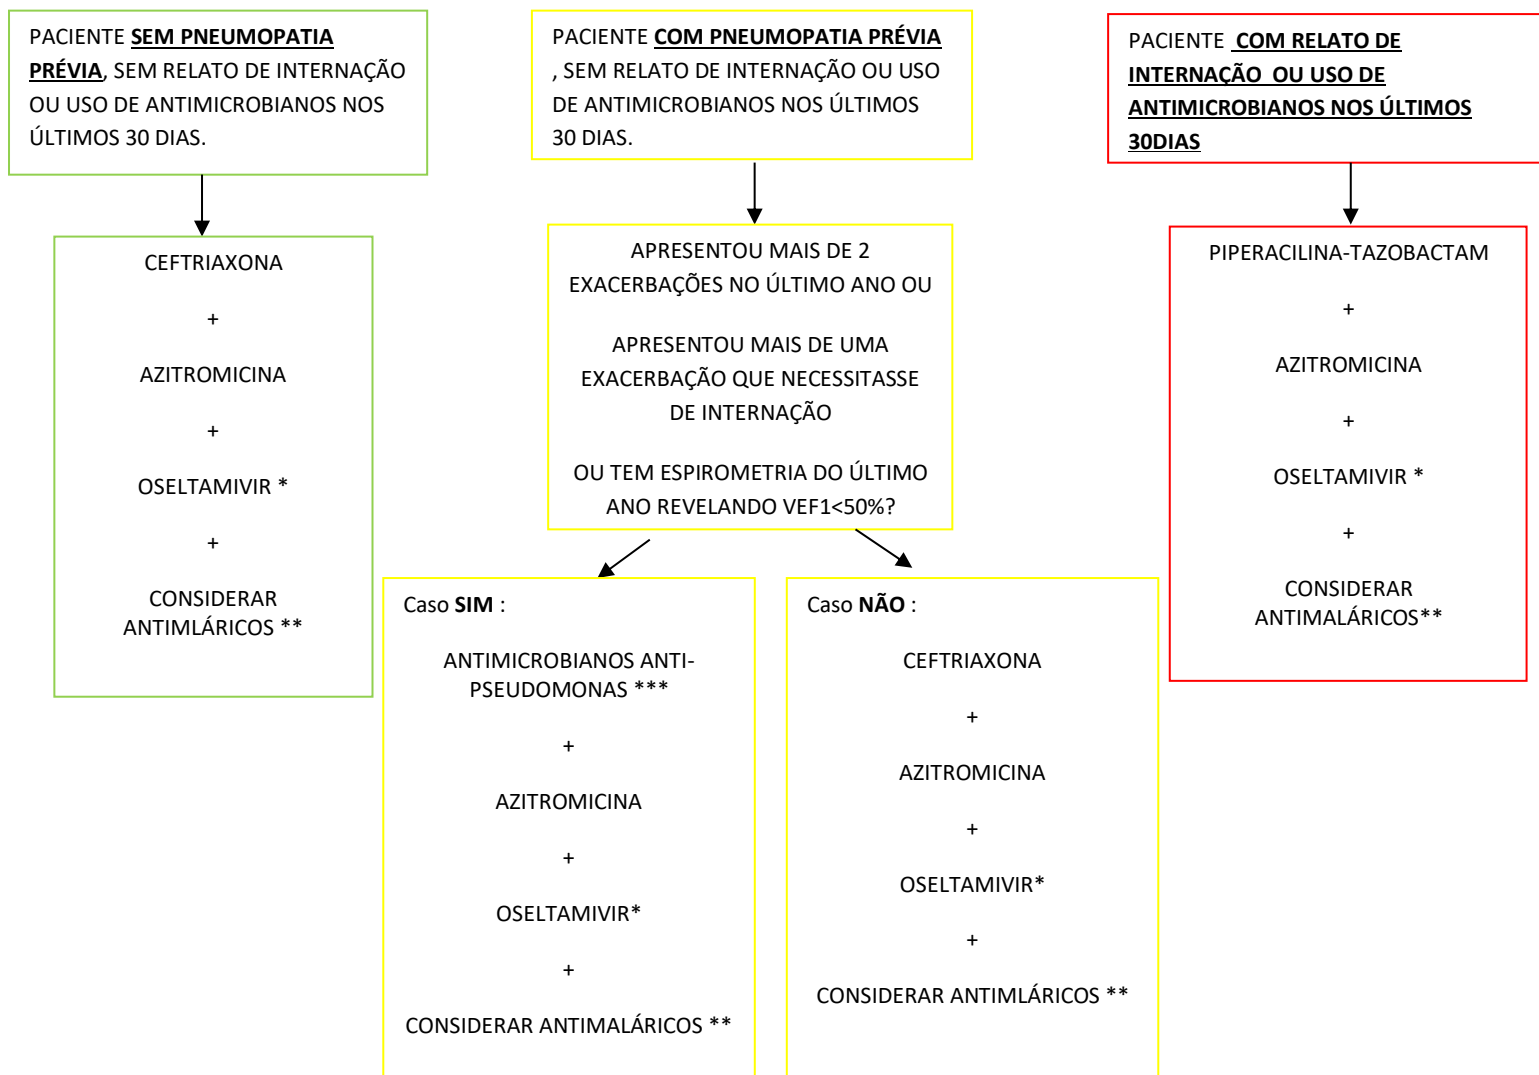 PACIENTE SEM PNEUMOPATIA
PRÉVIA, SEM RELATO DE INTERNAÇÃO
OU USO DE ANTIMICROBIANOS NOS
ÚLTIMOS 30 DIAS.
PACIENTE COM PNEUMOPATIA PRÉVIA
, SEM RELATO DE INTERNAÇÃO OU USO
DE ANTIMICROBIANOS NOS ÚLTIMOS
30 DIAS.
PACIENTE COM RELATO DE
INTERNAÇÃO OU USO DE
ANTIMICROBIANOS NOS ÚLTIMOS
30DIAS
CEFTRIAXONA
+
AZITROMICINA
+
OSELTAMIVIR *
+
CONSIDERAR
ANTIMLÁRICOS **
APRESENTOU MAIS DE 2
EXACERBAÇÕES NO ÚLTIMO ANO OU
APRESENTOU MAIS DE UMA
EXACERBAÇÃO QUE NECESSITASSE
DE INTERNAÇÃO
OU TEM ESPIROMETRIA DO ÚLTIMO
ANO REVELANDO VEF1<50%?
PIPERACILINA-TAZOBACTAM
+
AZITROMICINA
+
OSELTAMIVIR *
+
CONSIDERAR
ANTIMALÁRICOS**
Caso SIM :
ANTIMICROBIANOS ANTI-
PSEUDOMONAS ***
+
AZITROMICINA
+
OSELTAMIVIR*
+
CONSIDERAR ANTIMALÁRICOS **
Caso NÃO :
CEFTRIAXONA
+
AZITROMICINA
+
OSELTAMIVIR*
+
CONSIDERAR ANTIMLÁRICOS **